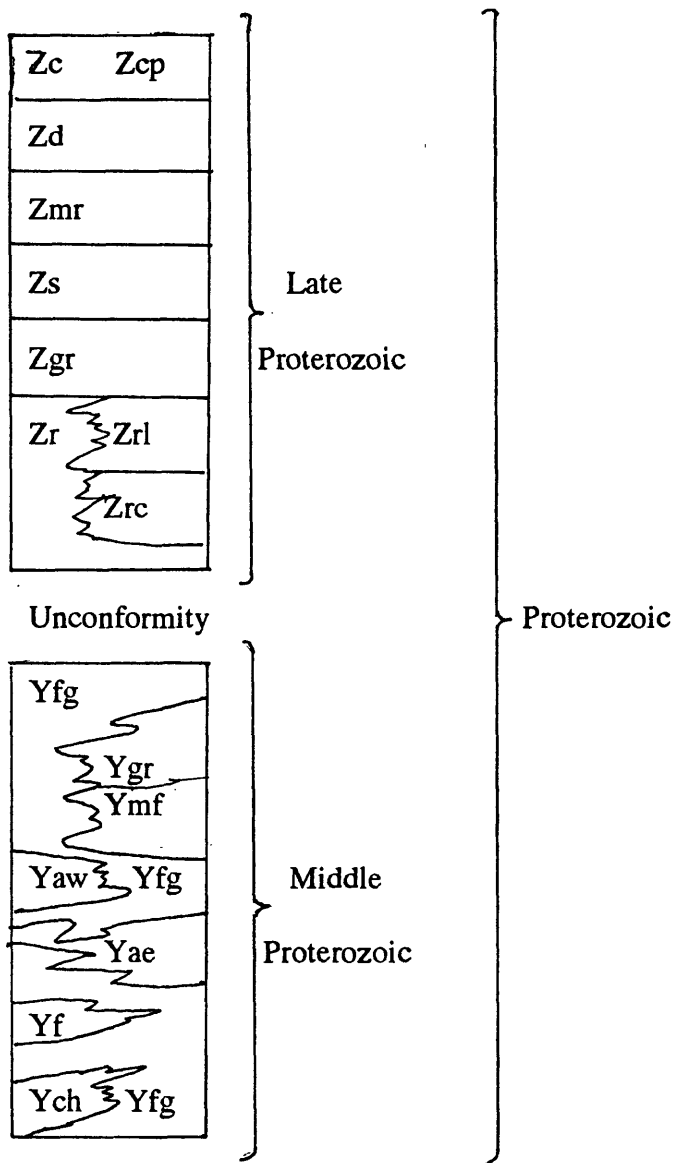 Zc Zcp
Zd
Zmr
Zs
Late
Zgr
Proterozoic
Zr Zrl
Zrc
Unconformity
Proterozoic
Yfg
Ygr
Ymf
Yaw Yfg
Middle
Yae
Proterozoic
Yf
Ych Yfg